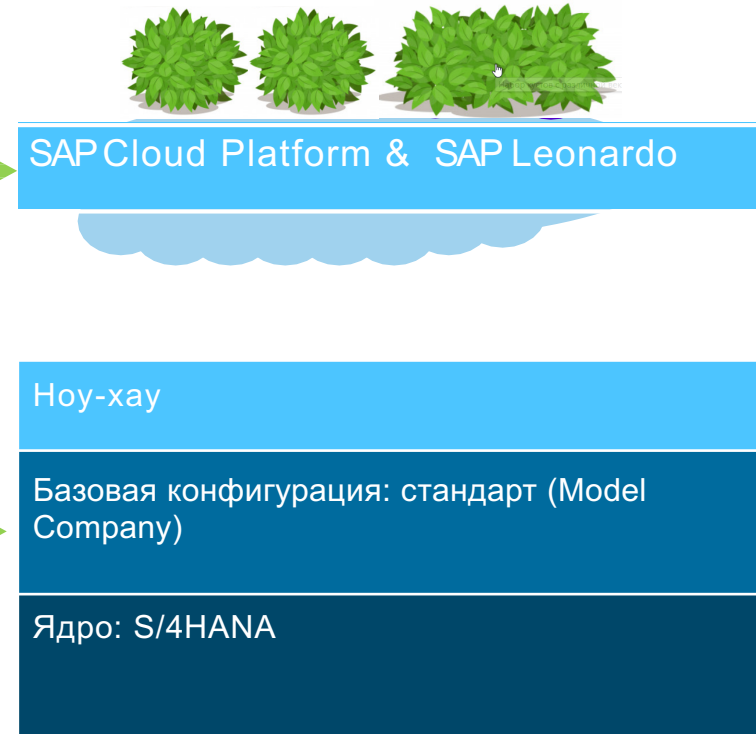 SAP Cloud Platform & SAP Leonardo
Ноу-хау
Базовая конфигурация: стандарт (Model
Company)
Ядро: S/4HANA